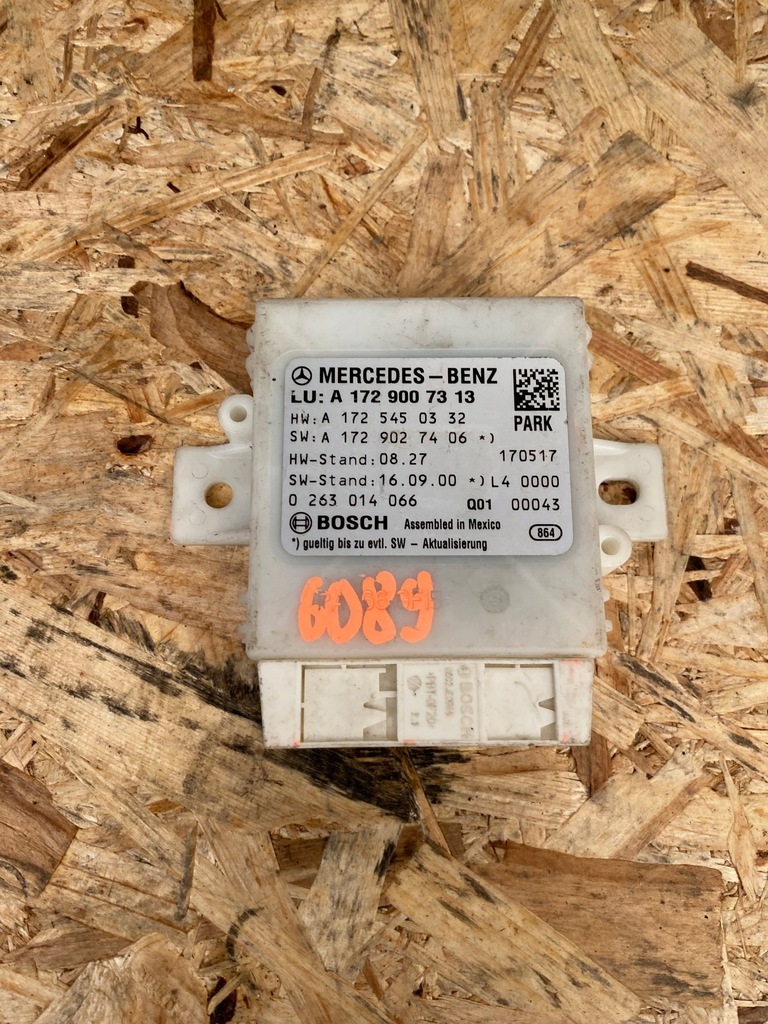 MERCEDES-BENZ
LU: A 172 900 73 13
HW: A 172 545 03 32
PARK
SW: A 172 902 74 06 *)
HW-Stand: 08.27 170517
SW-Stand: 16.09.00 *) L4 0000
0 263 014 066 Q01 00043
BOSCH Assembled in Mexico 864
*) gueltig bis zu evtl. SW - Aktualisierung
6089
BOSCH